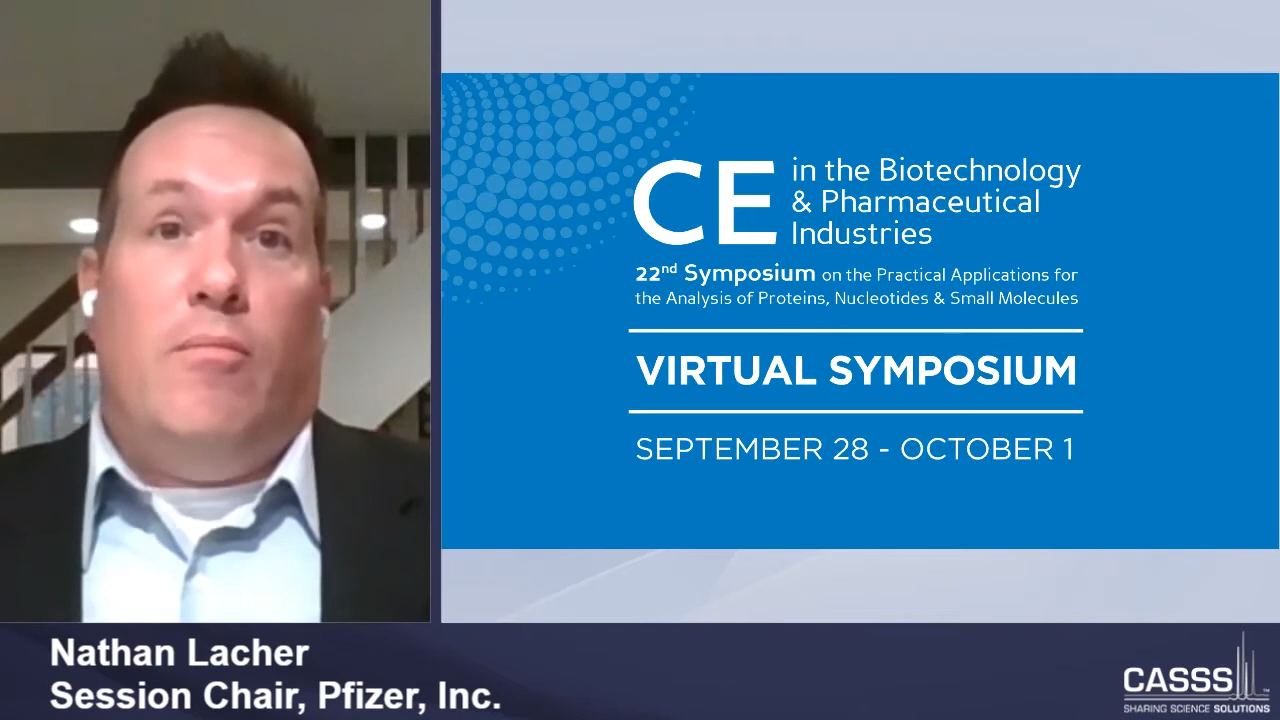 CE
in the Biotechnology
& Pharmaceutical
Industries
22nd Symposium on the Practical Applications for
the Analysis of Proteins, Nucleotides & Small Molecules
VIRTUAL SYMPOSIUM
SEPTEMBER 28 - OCTOBER 1
Nathan Lacher
Session Chair, Pfizer, Inc.
CASSS
SHARING SCIENCE SOLUTIONS